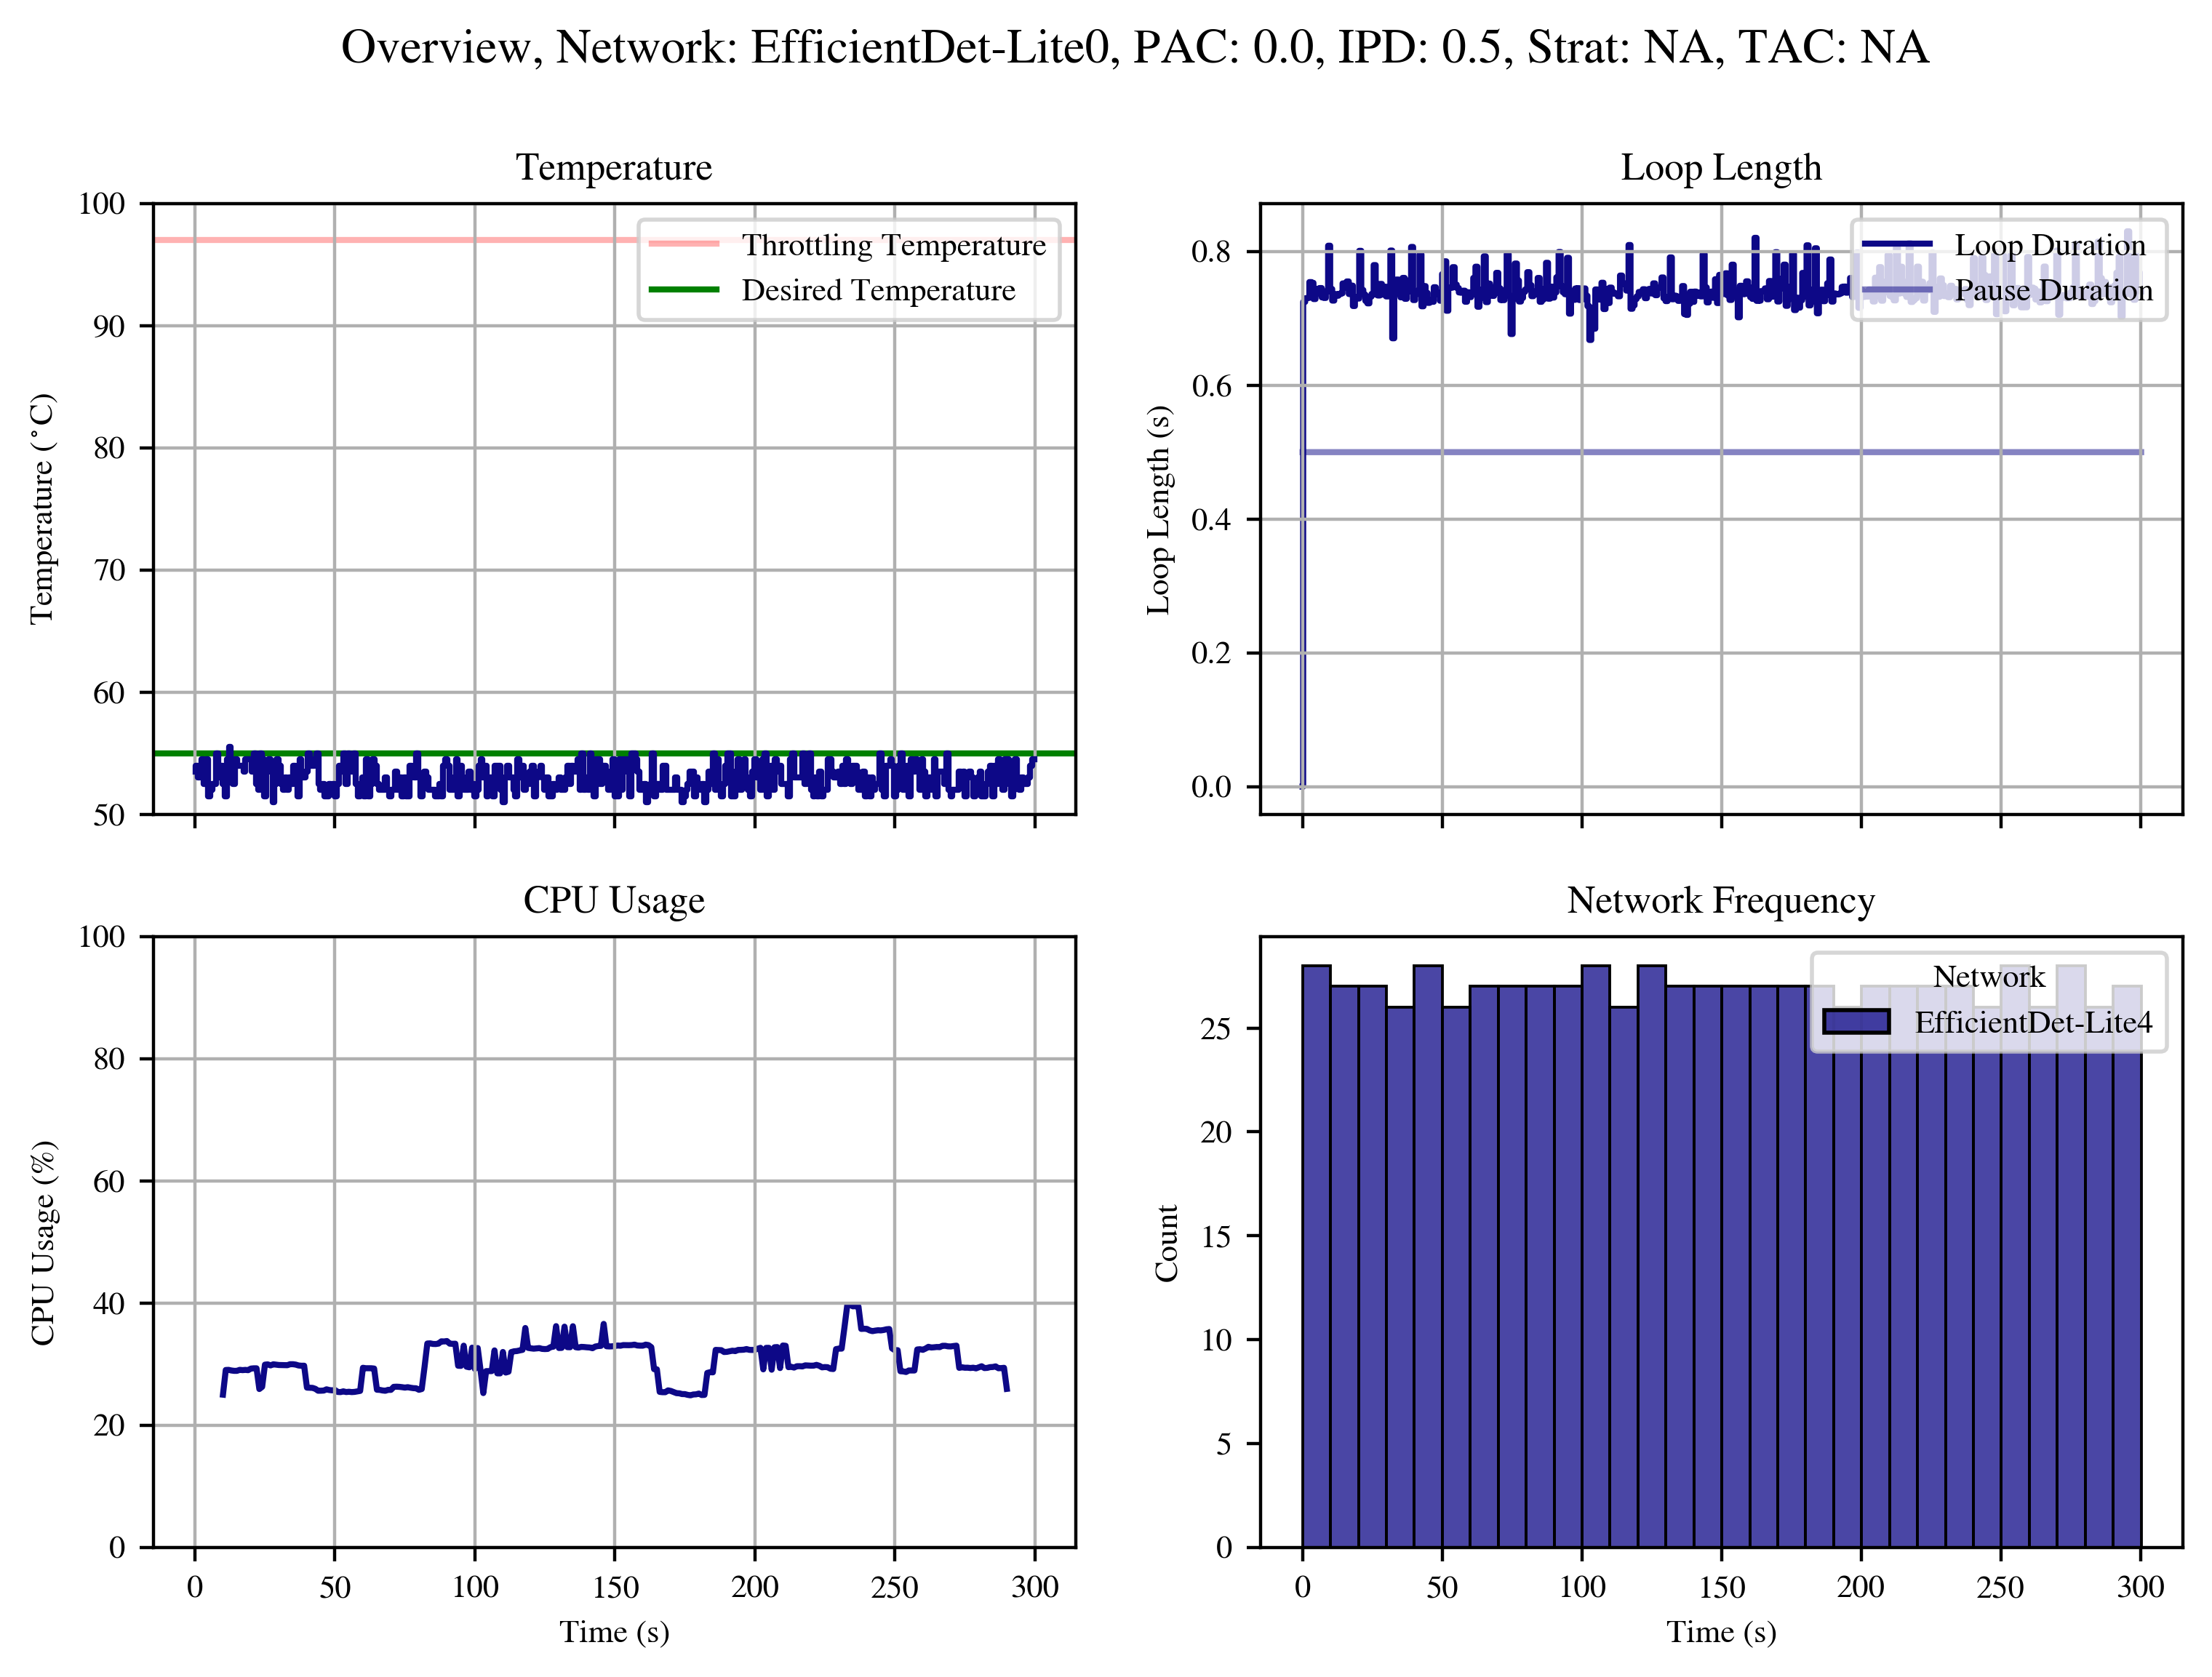 Overview, Network: EfficientDet-Lite0, PAC: 0.0, IPD: 0.5, Strat: NA, TAC: NA
Temperature
100
90
80
70
60
50
Temperature (°C)
Throttling Temperature
Desired Temperature
Loop Length
0.8
0.6
0.4
0.2
0.0
Loop Length (s)
Loop Duration
Pause Duration
CPU Usage
100
80
60
40
20
0
CPU Usage (%)
0 50 100 150 200 250 300
Time (s)
Network Frequency
25
20
15
10
5
0
Count
Network
EfficientDet-Lite4
0 50 100 150 200 250 300
Time (s)